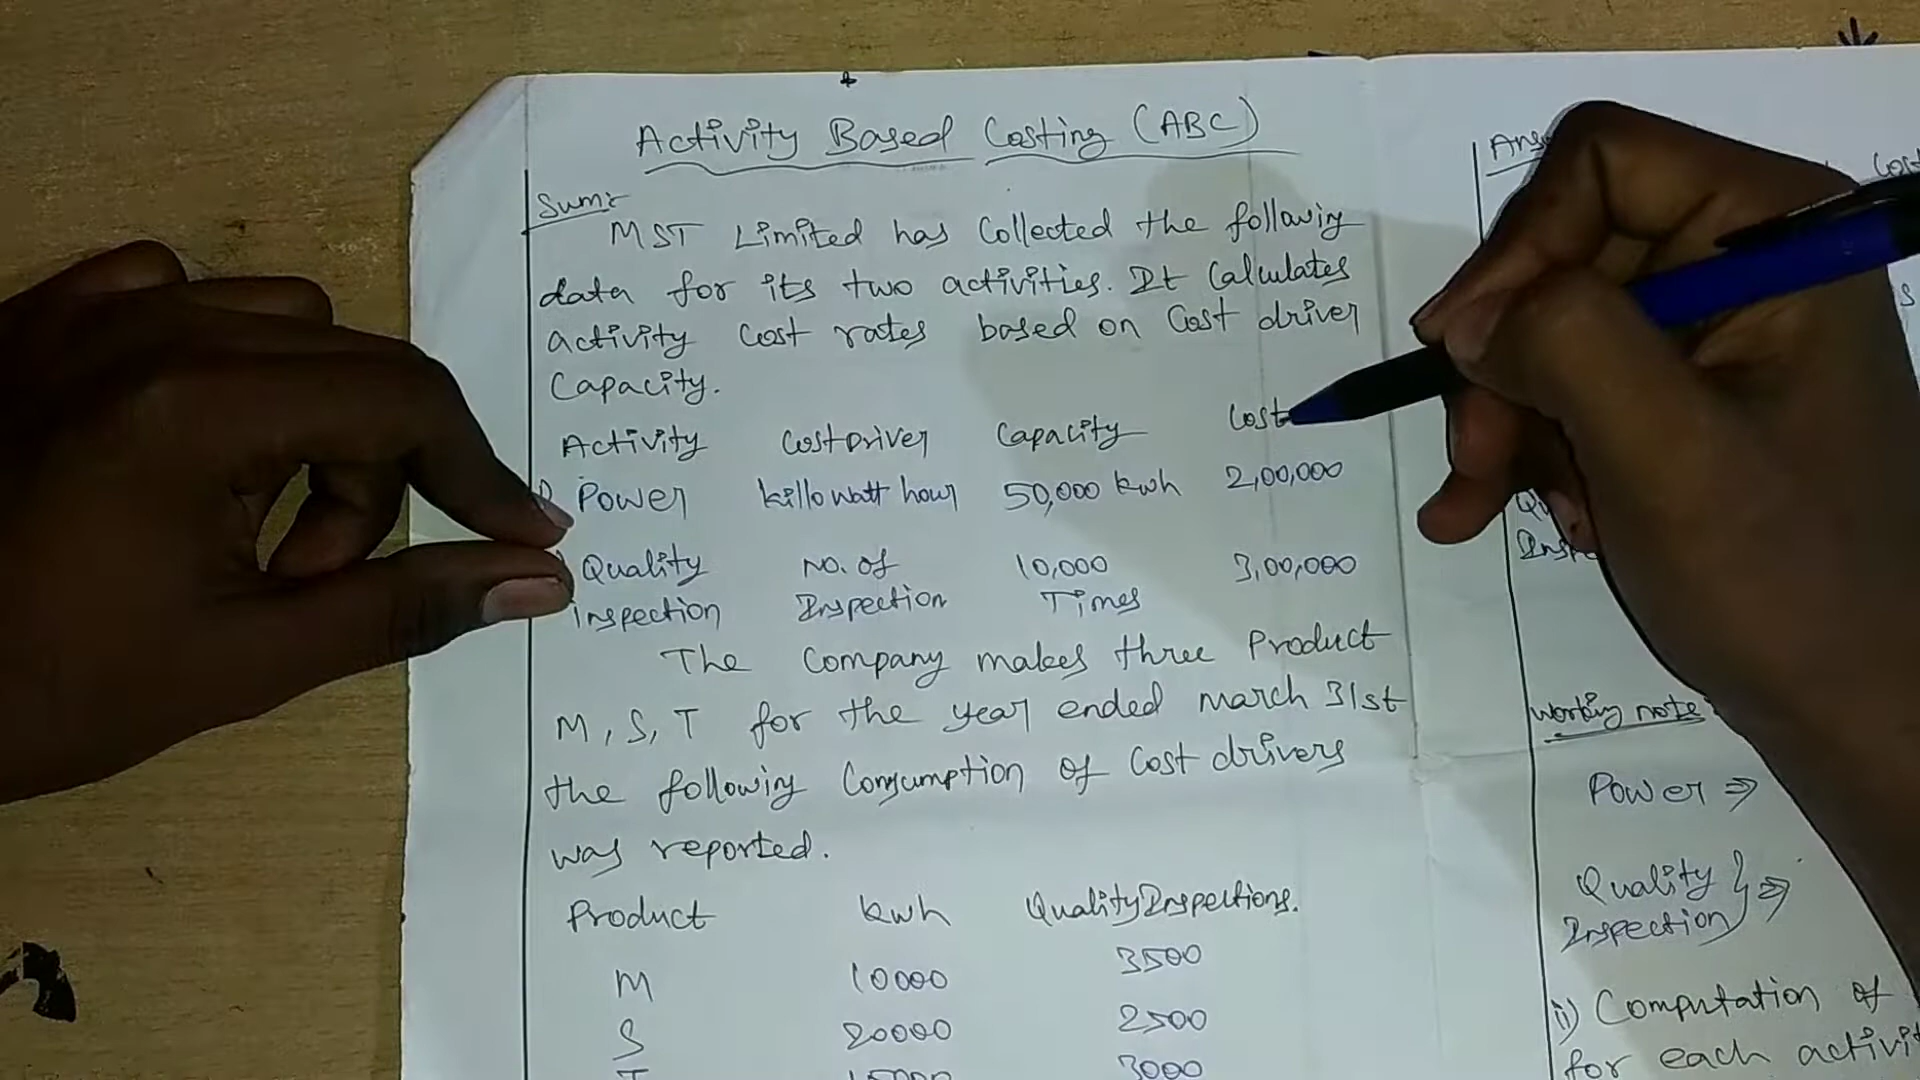 Activity Based Costing (ABC)
Sum:
MST Limited has Collected the followig
data for its two activities. It Calculates
activity Cost rates based on Cost driver
Capacity.
Activity Cost Driver Capacity Cost
Power killo watt hour 50,000 kwh 2,00,000
Quality No. of 10,000 3,00,000
inspection Inspection Times
The Company makes three Product
M, S, T for the year ended march 31st
the following Consumption of Cost drivers
was reported.
Product kwh Quality Inspections.
M 10000 3500
S 20000 2500
T 15000 3000
Cost
Working note
Power ⇒
Quality } ⇒
Inspection
ii) Computation of
for each